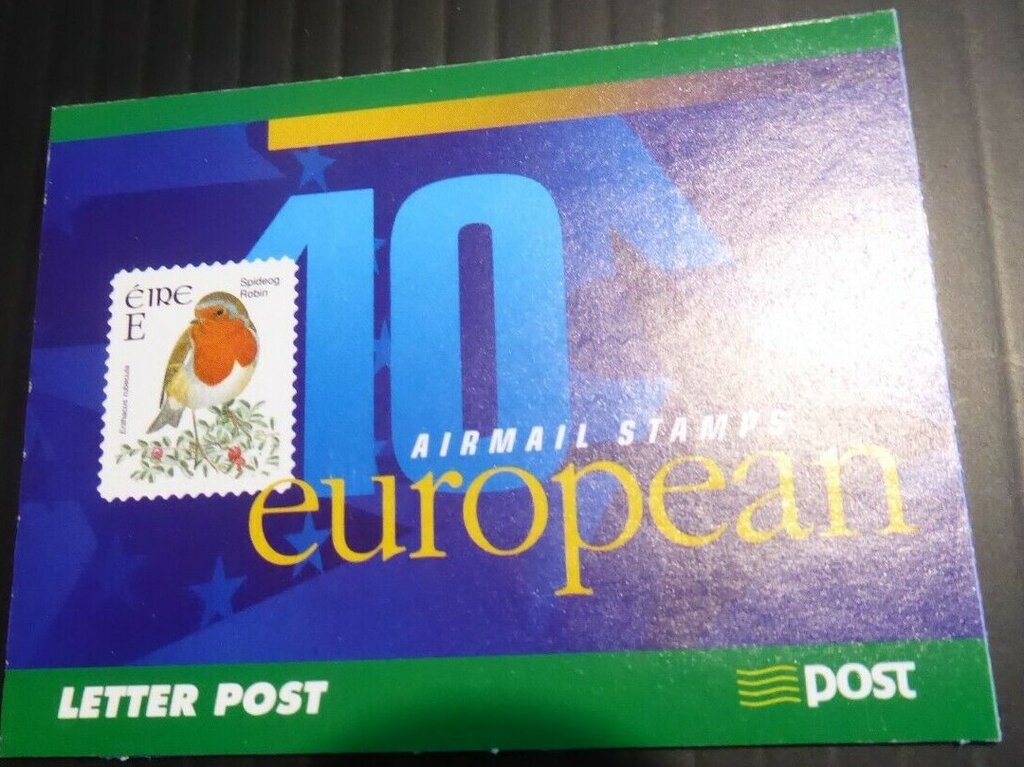 10
ÉIRE
E
Spideog
Robin
Erithacus rubecula
AIRMAIL STAMPS
european
LETTER POST
post